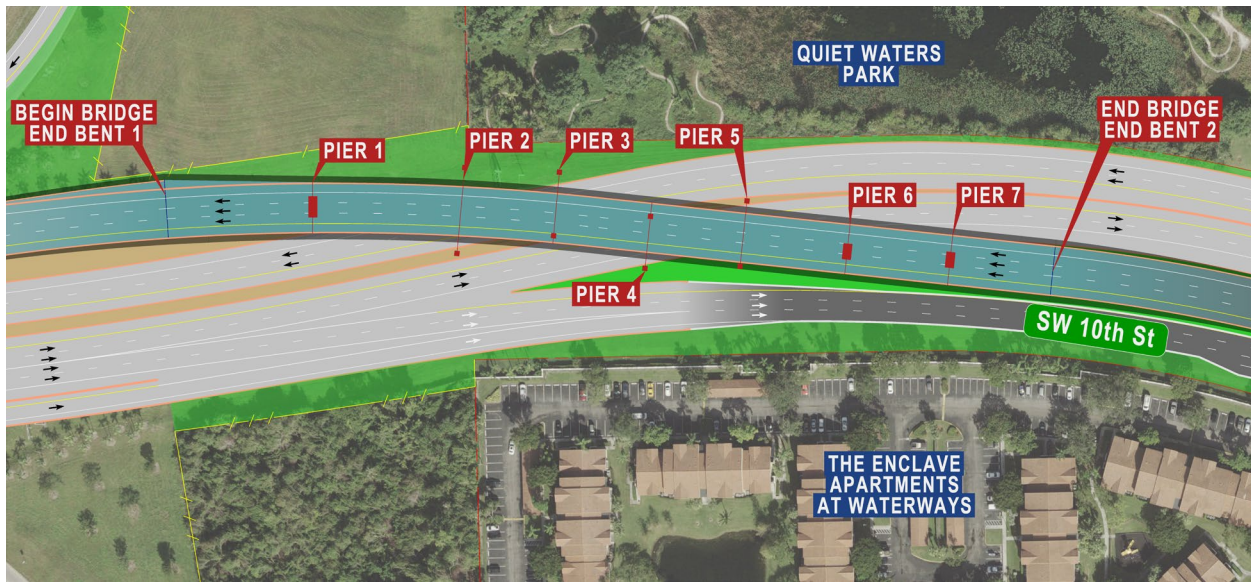 QUIET WATERS
PARK
BEGIN BRIDGE
END BENT 1
PIER 1
PIER 2
PIER 3
PIER 5
END BRIDGE
END BENT 2
PIER 6
PIER 7
PIER 4
SW 10th St
THE ENCLAVE
APARTMENTS
AT WATERWAYS